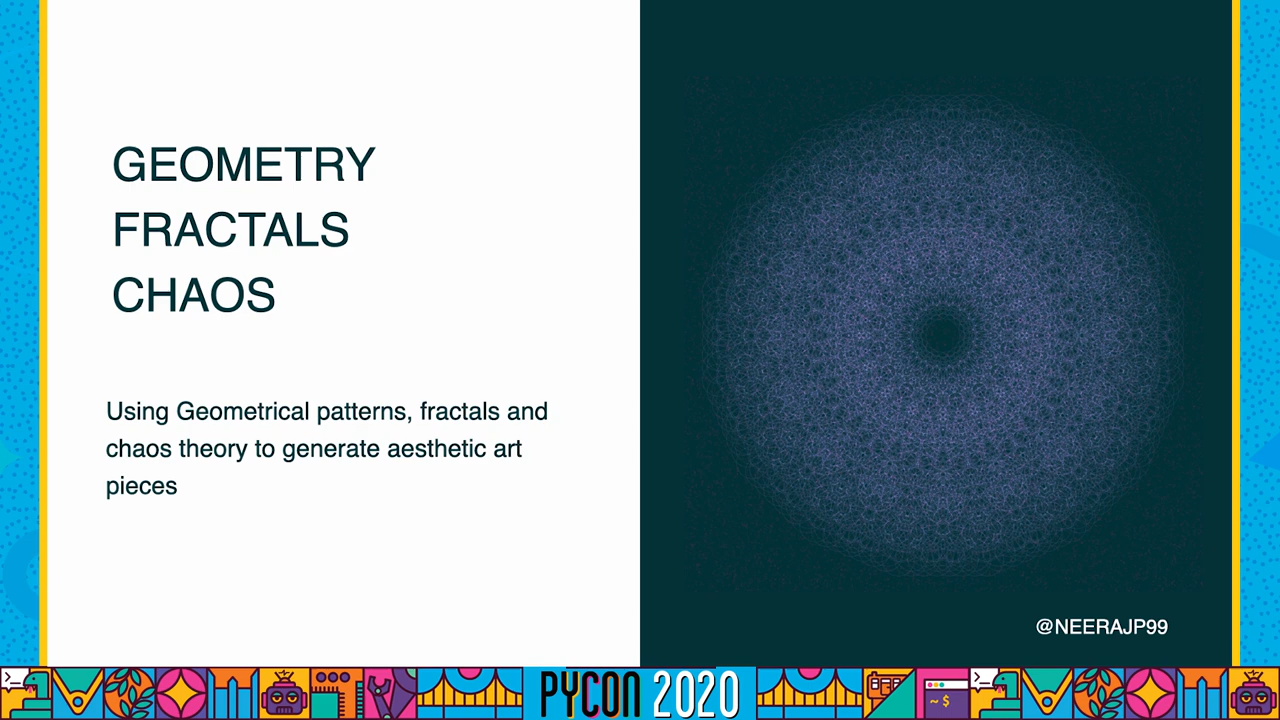 GEOMETRY
FRACTALS
CHAOS
Using Geometrical patterns, fractals and
chaos theory to generate aesthetic art
pieces
@NEERAJP99
PYCON 2020
~$